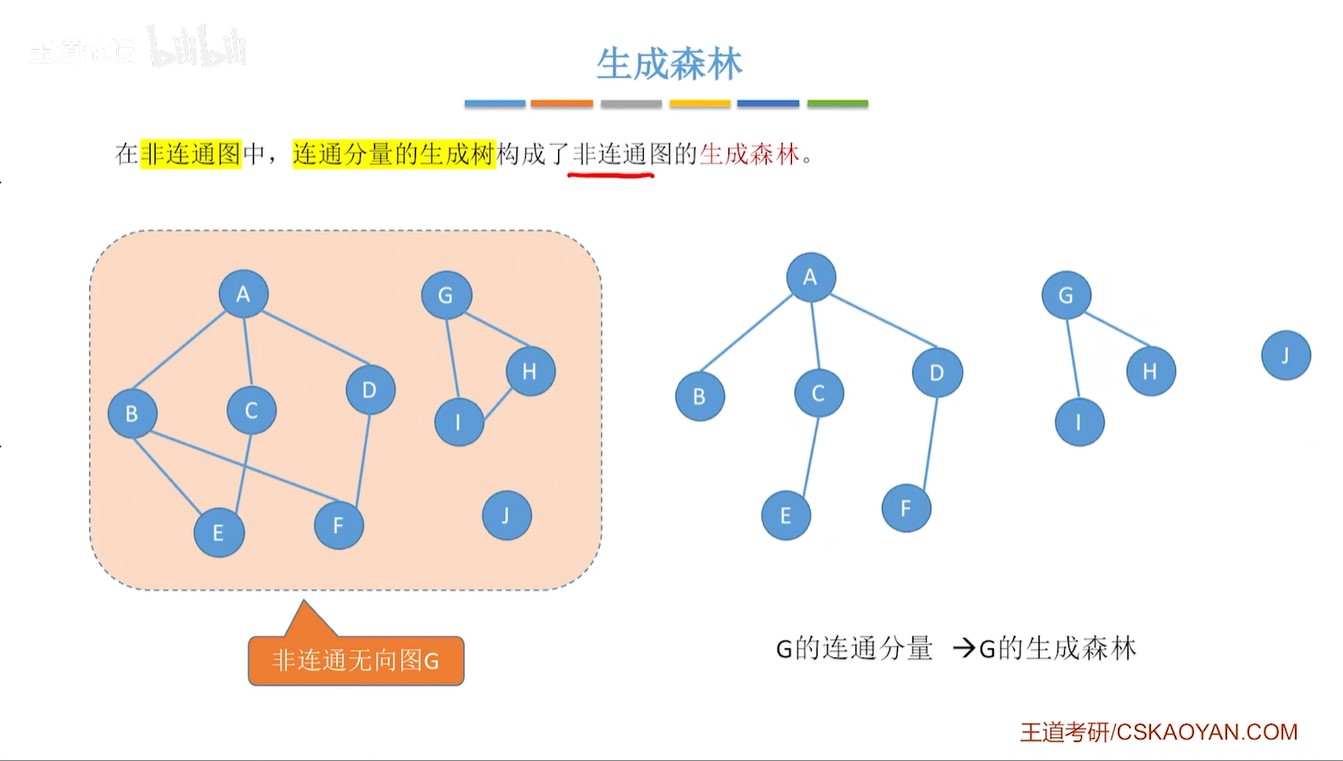 王道论坛 bilibili
生成森林
在非连通图中，连通分量的生成树构成了非连通图的生成森林。
A
B
C
D
E
F
G
H
I
J
A
B
C
D
E
F
G
H
I
J
非连通无向图G
G的连通分量 →G的生成森林
王道考研/CSKAOYAN.COM